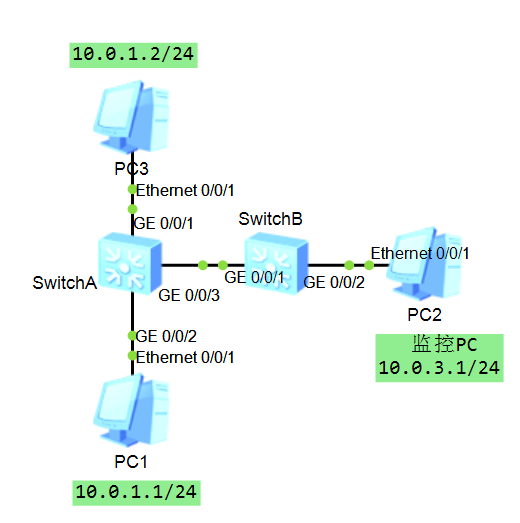 10.0.1.2/24
PC3
Ethernet 0/0/1
GE 0/0/1
SwitchB
Ethernet 0/0/1
SwitchA
GE 0/0/1
GE 0/0/2
GE 0/0/3
PC2
GE 0/0/2
监控PC
Ethernet 0/0/1
10.0.3.1/24
PC1
10.0.1.1/24